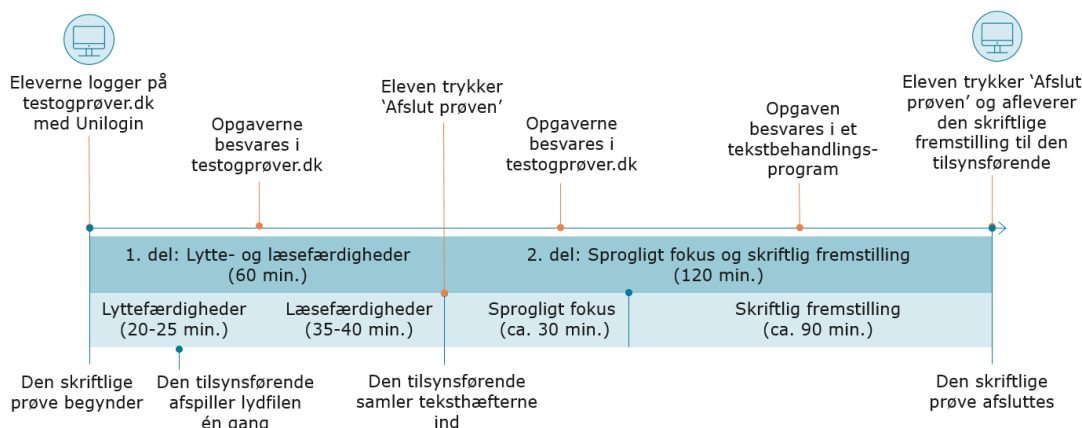 Eleverne logger på
testogprøver.dk
med Unilogin
Opgaverne
besvares i
testogprøver.dk
Eleven trykker
‘Afslut prøven’
Opgaverne
besvares i
testogprøver.dk
Opgaven
besvares i et
tekstbehandlings-
program
Eleven trykker ‘Afslut
prøven’ og afleverer
den skriftlige
fremstilling til den
tilsynsførende
1. del: Lytte- og læsefærdigheder
(60 min.)
2. del: Sprogligt fokus og skriftlig fremstilling
(120 min.)
Lyttefærdigheder
(20-25 min.)
Læsefærdigheder
(35-40 min.)
Sprogligt fokus
(ca. 30 min.)
Skriftlig fremstilling
(ca. 90 min.)
Den skriftlige
prøve begynder
Den tilsynsførende
afspiller lydfilen
én gang
Den tilsynsførende
samler teksthæfterne
ind
Den skriftlige
prøve afsluttes